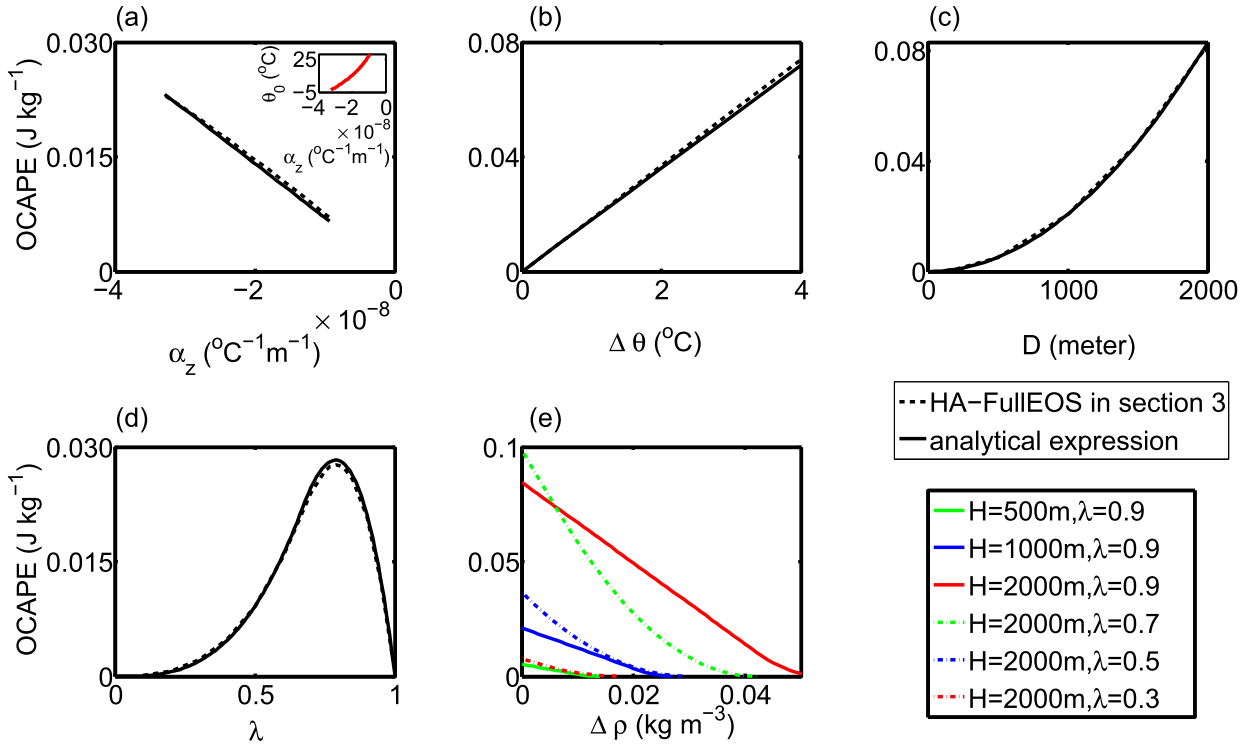 (a)
(b)
(c)
OCAPE (J kg⁻¹)
0.030
0.015
0
−4
−2
0
× 10⁻⁸
α_z (°C⁻¹m⁻¹)
θ₀ (°C)
25
−5
−4
−2
0
× 10⁻⁸
α_z (°C⁻¹m⁻¹)
0.08
0.04
0
0
2
4
Δ θ (°C)
0.08
0.04
0
0
1000
2000
D (meter)
HA−FullEOS in section 3
analytical expression
(d)
(e)
OCAPE (J kg⁻¹)
0.030
0.015
0
0
0.5
1
λ
0.1
0.05
0
0
0.02
0.04
Δ ρ (kg m⁻³)
H=500m,λ=0.9
H=1000m,λ=0.9
H=2000m,λ=0.9
H=2000m,λ=0.7
H=2000m,λ=0.5
H=2000m,λ=0.3